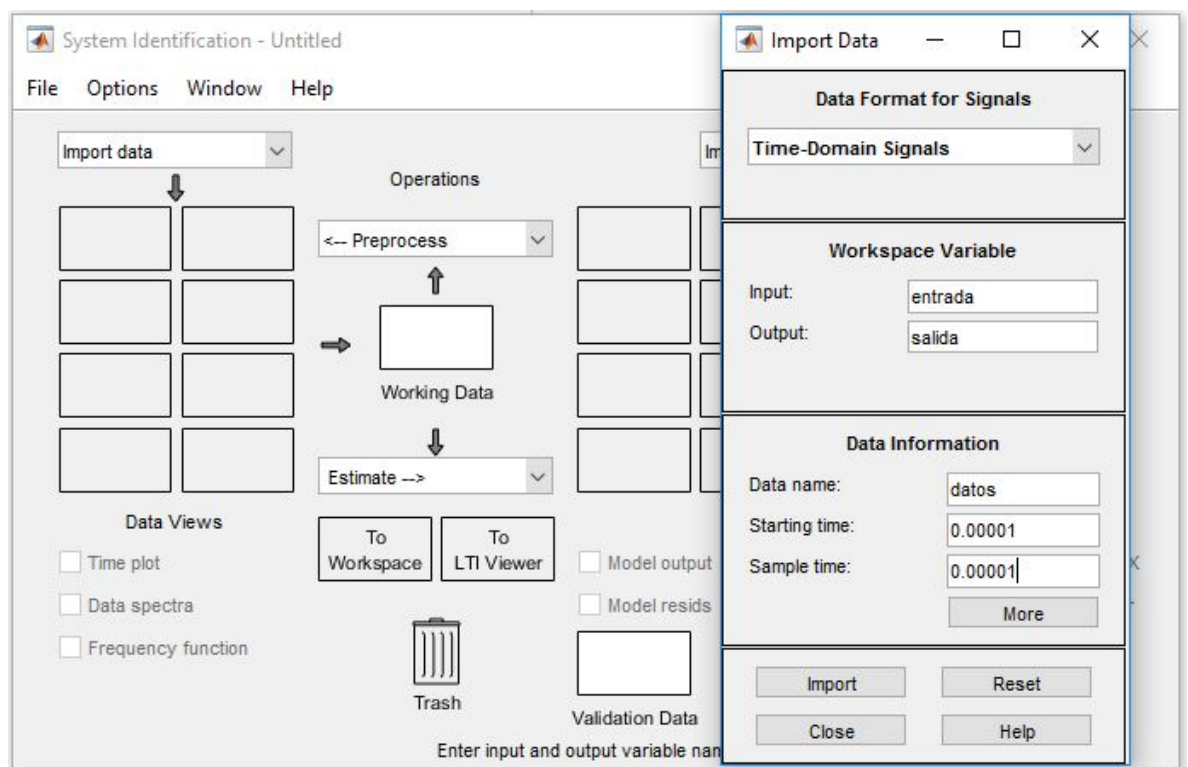 System Identification - Untitled
File Options Window Help
Import data
Operations
<-- Preprocess
Working Data
Estimate -->
Data Views
Time plot
Data spectra
Frequency function
To
Workspace
To
LTI Viewer
Trash
Model output
Model resids
Validation Data
Enter input and output variable
Import Data
Data Format for Signals
Time-Domain Signals
Workspace Variable
Input:
entrada
Output:
salida
Data Information
Data name:
datos
Starting time:
0.00001
Sample time:
0.00001
More
Import
Reset
Close
Help